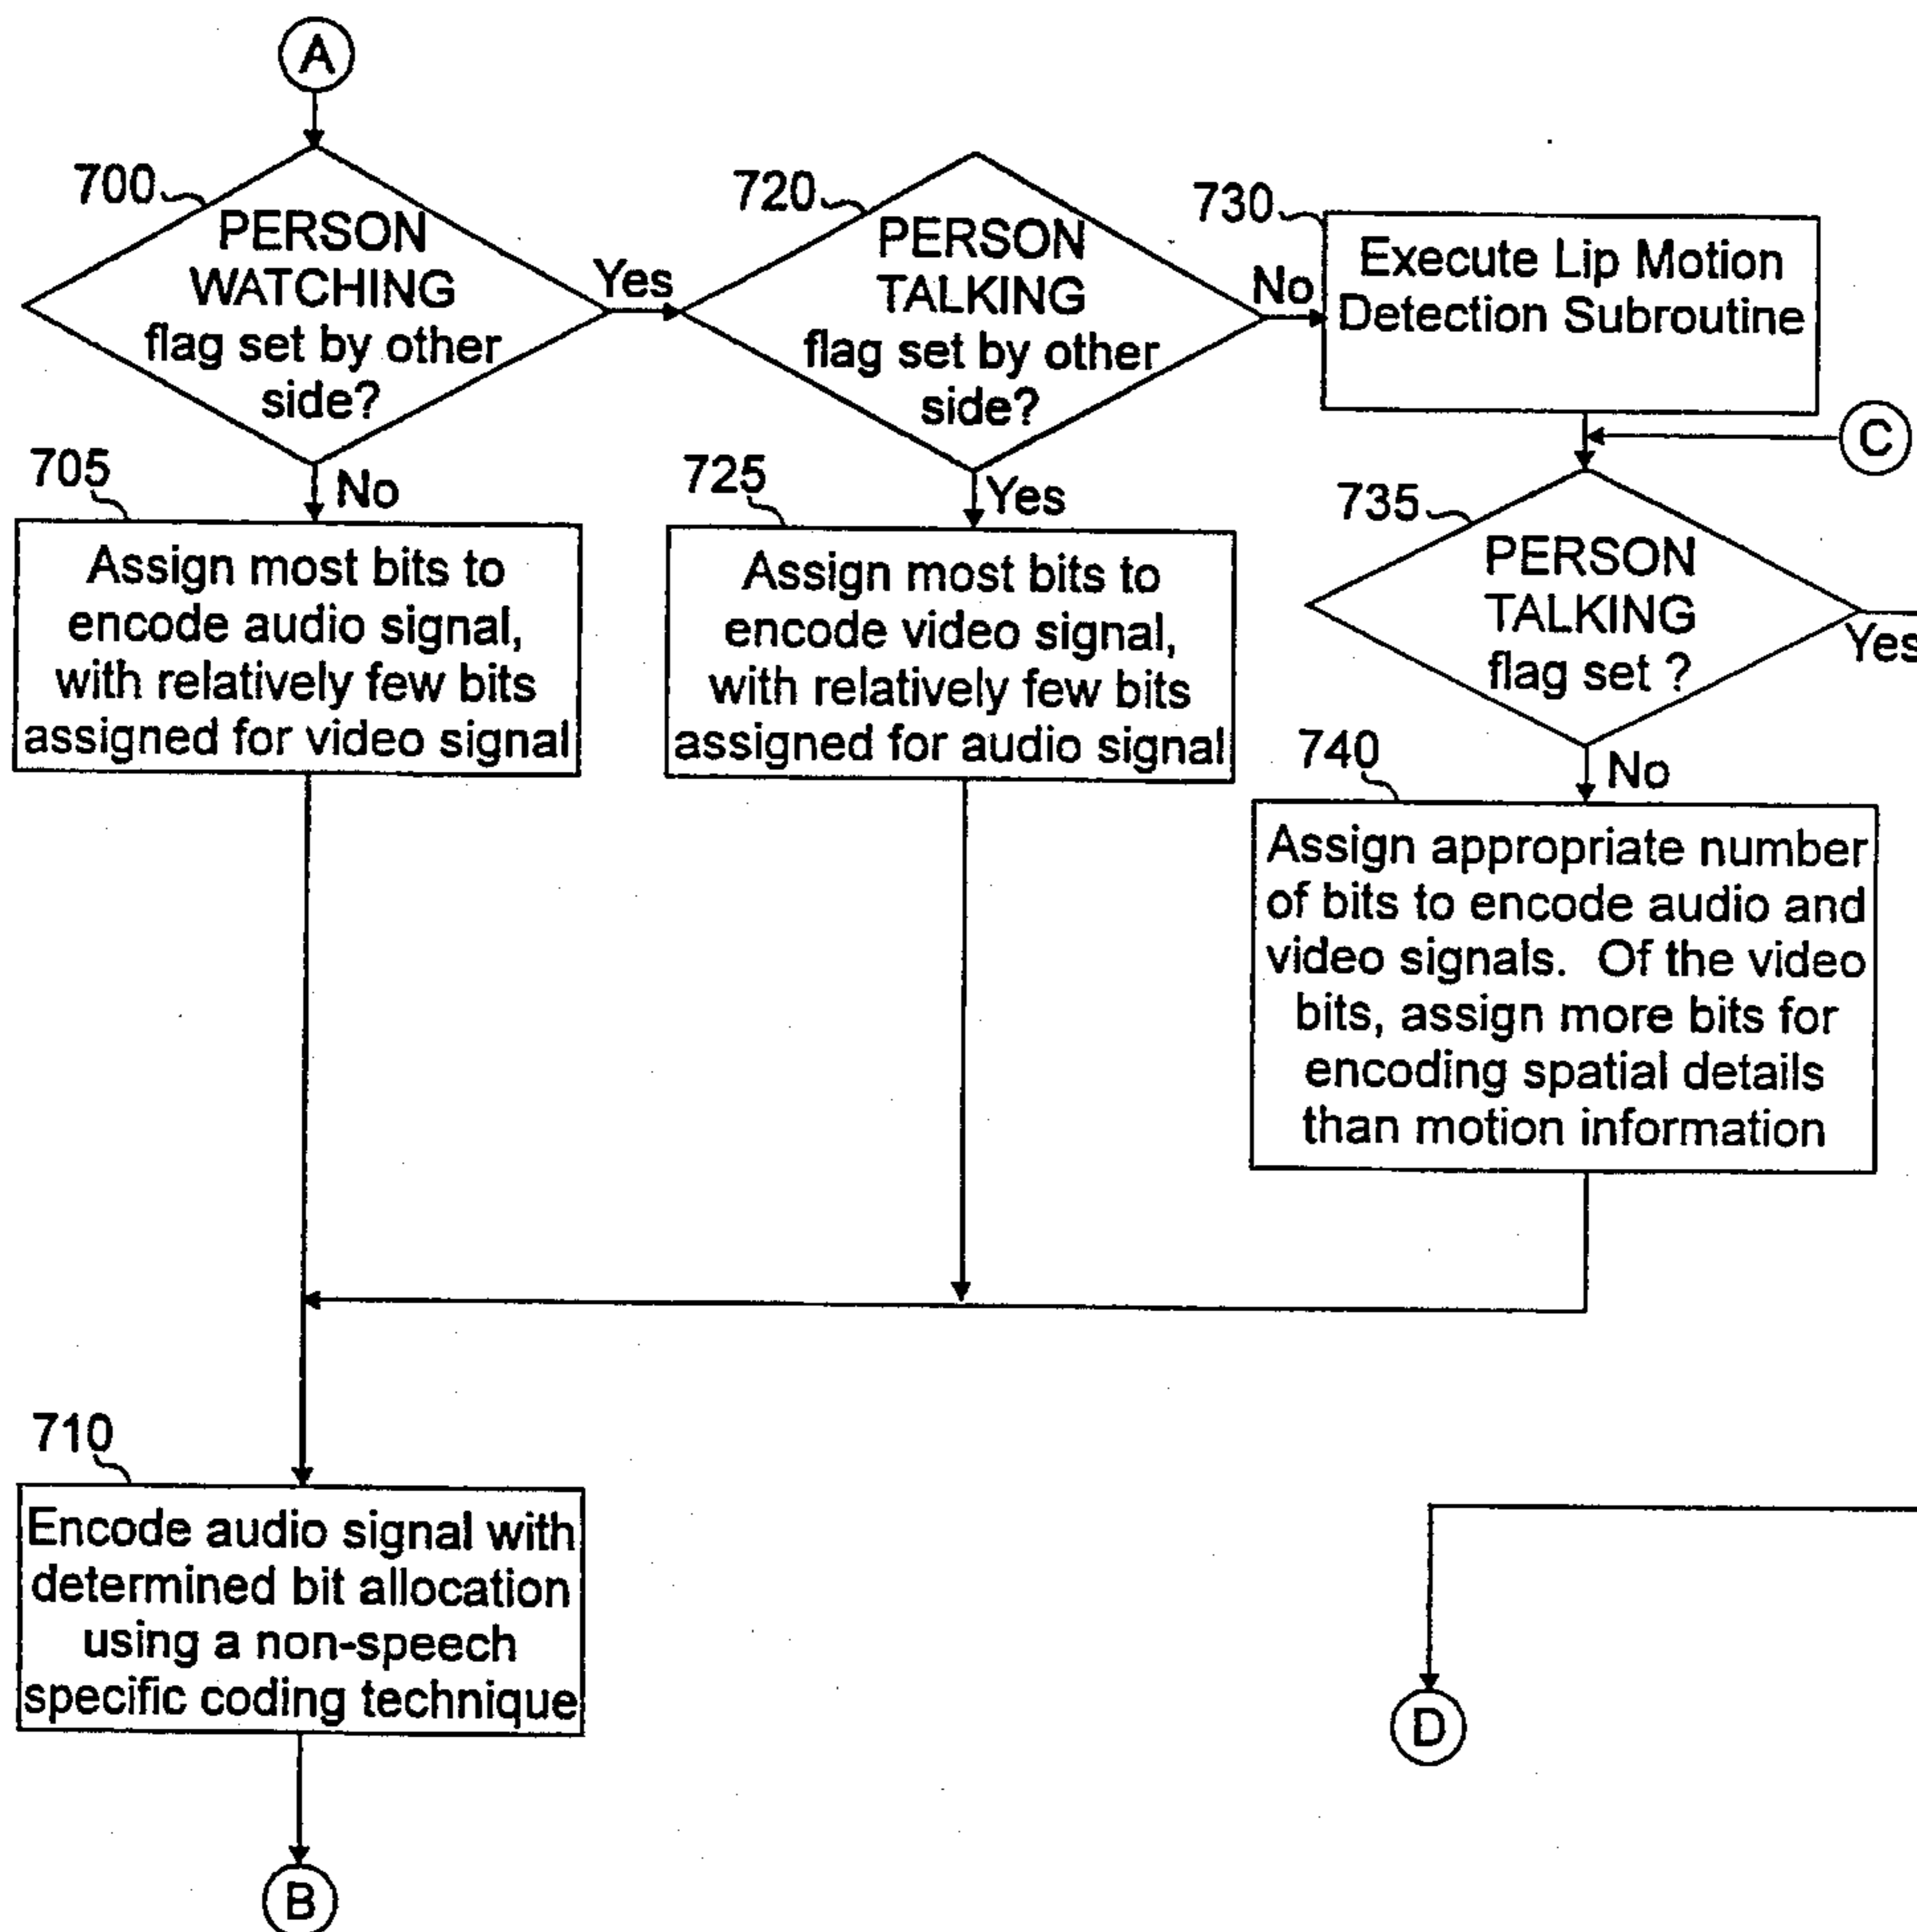 A
700
PERSON
WATCHING
flag set by other
side?
Yes
No
720
PERSON
TALKING
flag set by other
side?
No
Yes
730
Execute Lip Motion
Detection Subroutine
C
705
Assign most bits to
encode audio signal,
with relatively few bits
assigned for video signal
725
Assign most bits to
encode video signal,
with relatively few bits
assigned for audio signal
735
PERSON
TALKING
flag set ?
Yes
No
740
Assign appropriate number
of bits to encode audio and
video signals. Of the video
bits, assign more bits for
encoding spatial details
than motion information
710
Encode audio signal with
determined bit allocation
using a non-speech
specific coding technique
D
B